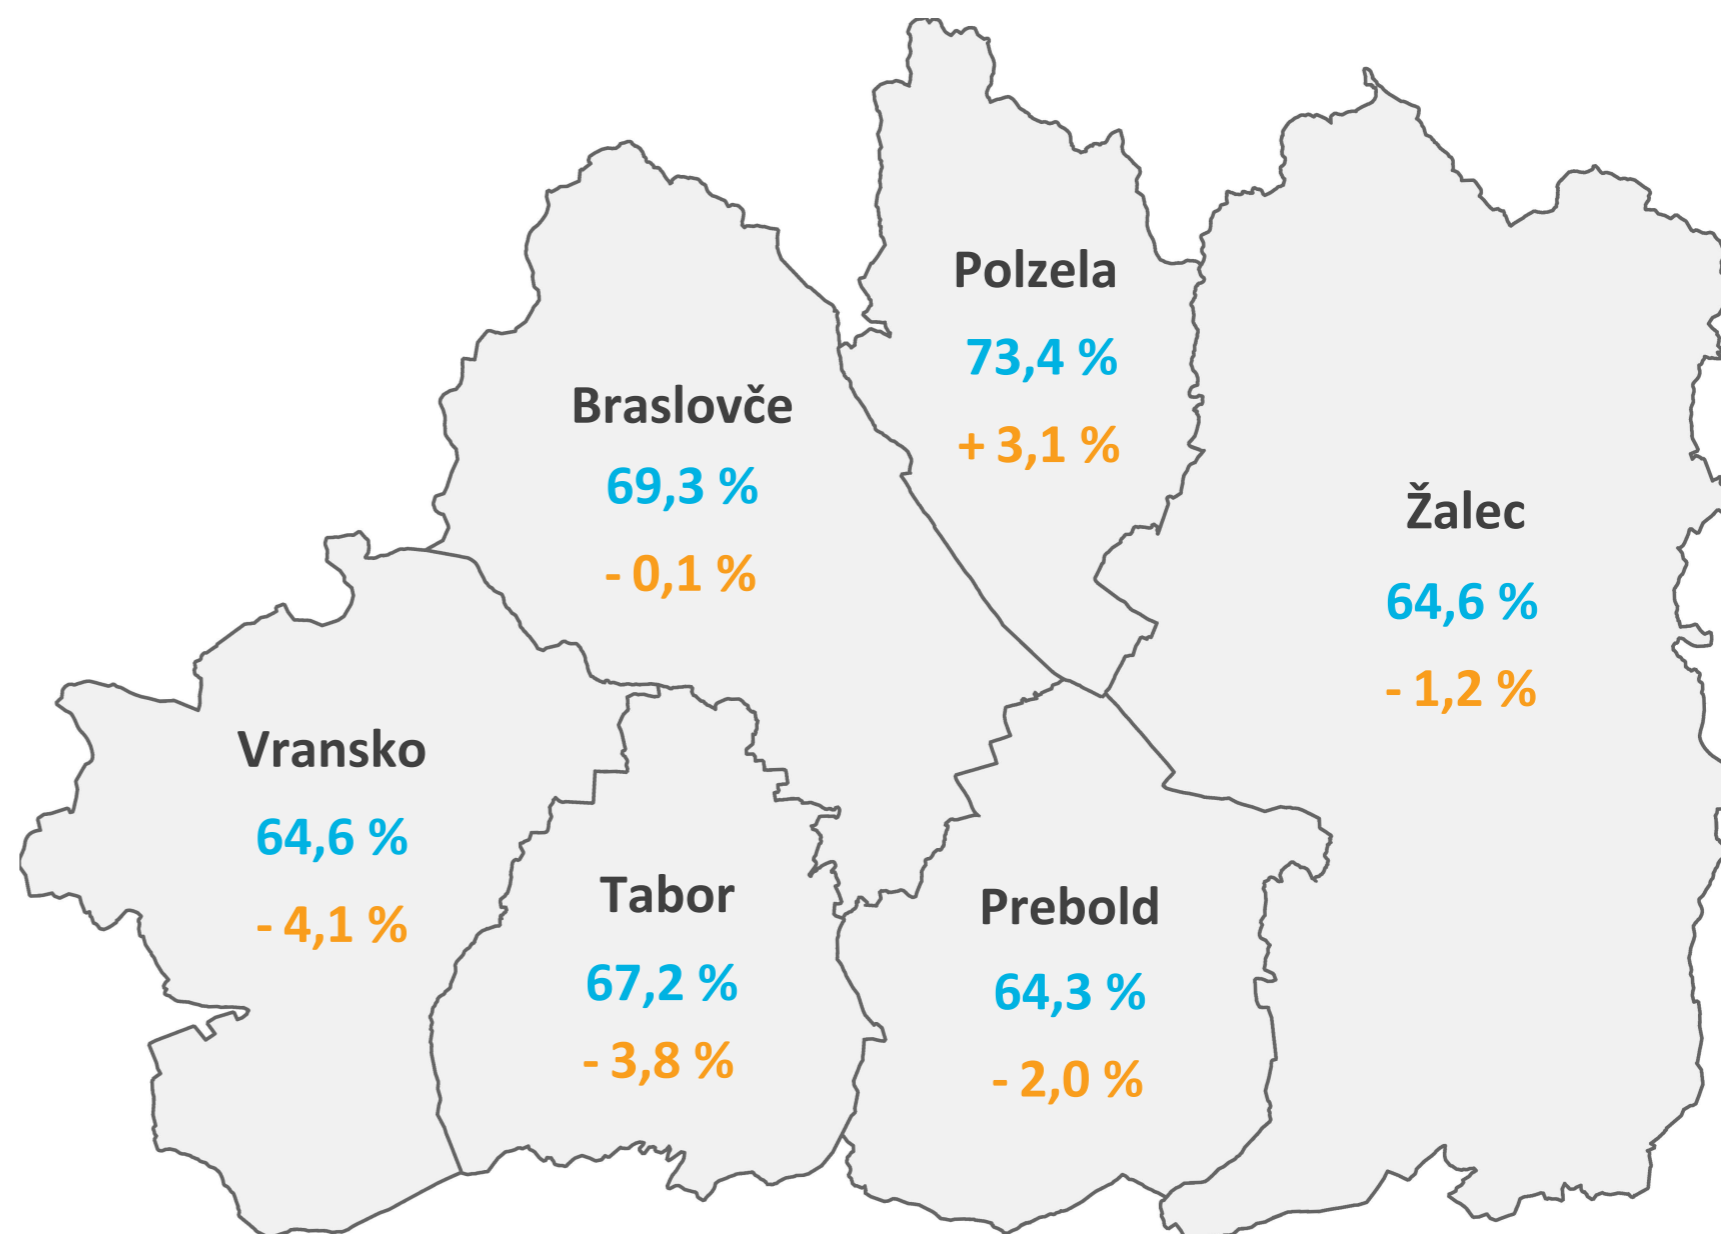 Polzela
73,4 %
+ 3,1 %
Braslovče
69,3 %
- 0,1 %
Žalec
64,6 %
- 1,2 %
Vransko
64,6 %
- 4,1 %
Tabor
67,2 %
- 3,8 %
Prebold
64,3 %
- 2,0 %